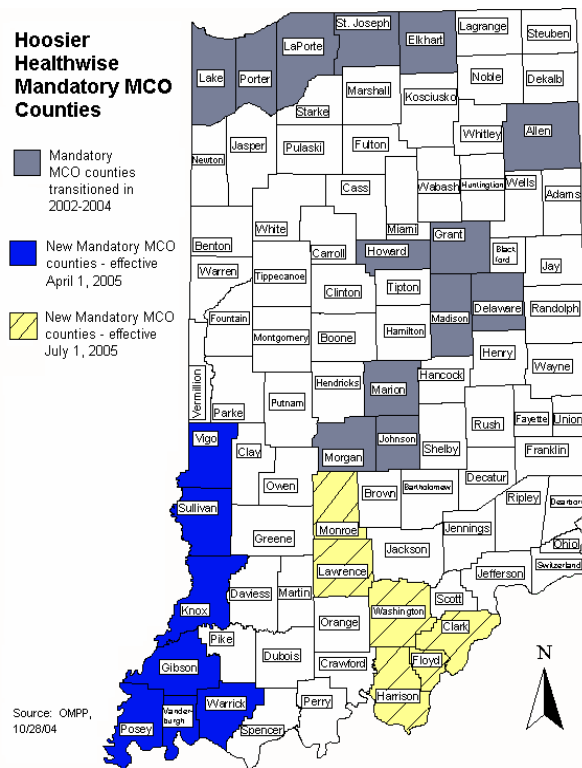 Hoosier
Healthwise
Mandatory MCO
Counties
Mandatory
MCO counties
transitioned in
2002-2004
New Mandatory MCO
counties - effective
April 1, 2005
New Mandatory MCO
counties - effective
July 1, 2005
Source: OMPP,
10/28/04
N
Lake
Porter
LaPorte
St. Joseph
Elkhart
Lagrange
Steuben
Noble
Dekalb
Marshall
Kosciusko
Starke
Whitley
Allen
Newton
Jasper
Pulaski
Fulton
Cass
Wabash
Huntington
Wells
Adams
White
Miami
Benton
Carroll
Howard
Grant
Black
ford
Jay
Warren
Tippecanoe
Clinton
Tipton
Madison
Delaware
Randolph
Fountain
Montgomery
Boone
Hamilton
Henry
Wayne
Vermillion
Parke
Putnam
Hendricks
Marion
Hancock
Rush
Fayette
Union
Vigo
Clay
Morgan
Johnson
Shelby
Franklin
Owen
Brown
Bartholomew
Decatur
Ripley
Dearborn
Sullivan
Greene
Monroe
Jackson
Jennings
Ohio
Switzerland
Jefferson
Lawrence
Knox
Daviess
Martin
Orange
Washington
Scott
Clark
Pike
Gibson
Dubois
Crawford
Floyd
Harrison
Posey
Vander-
burgh
Warrick
Spencer
Perry